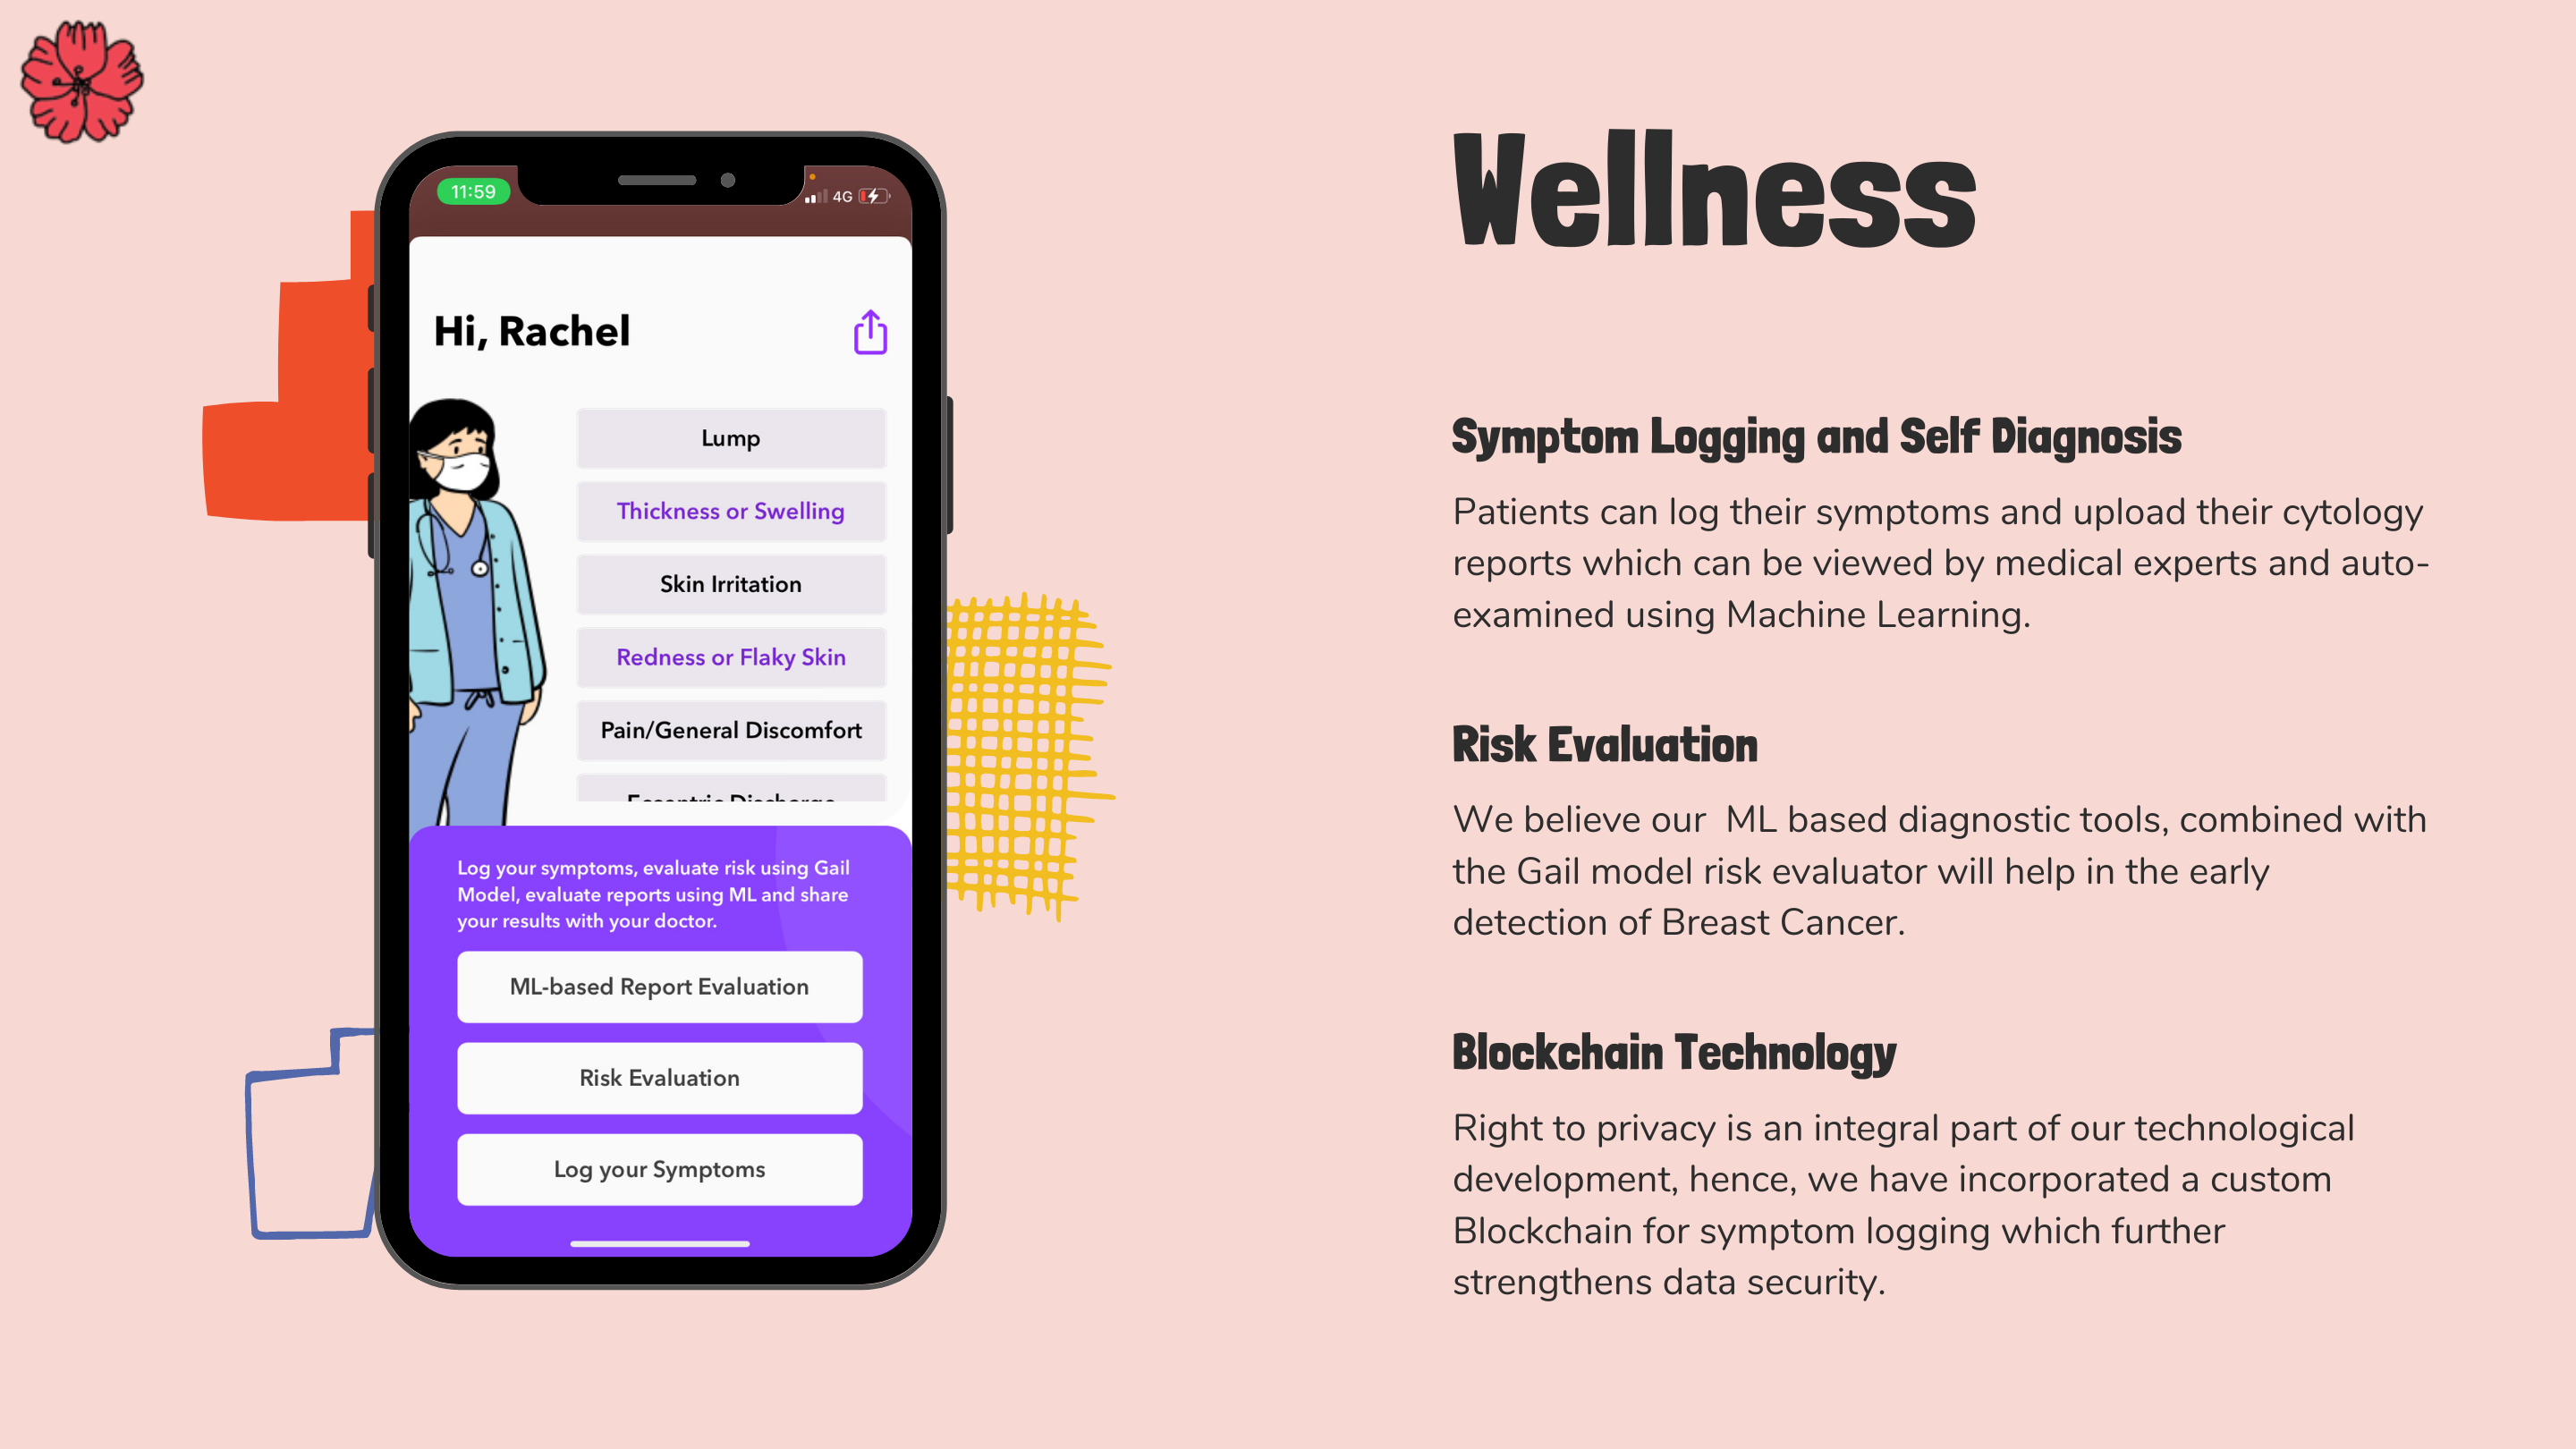 11:59
4G
Hi, Rachel
Lump
Thickness or Swelling
Skin Irritation
Redness or Flaky Skin
Pain/General Discomfort
Log your symptoms, evaluate risk using Gail
Model, evaluate reports using ML and share
your results with your doctor.
ML-based Report Evaluation
Risk Evaluation
Log your Symptoms
Wellness
Symptom Logging and Self Diagnosis
Patients can log their symptoms and upload their cytology
reports which can be viewed by medical experts and auto-
examined using Machine Learning.
Risk Evaluation
We believe our  ML based diagnostic tools, combined with
the Gail model risk evaluator will help in the early
detection of Breast Cancer.
Blockchain Technology
Right to privacy is an integral part of our technological
development, hence, we have incorporated a custom
Blockchain for symptom logging which further
strengthens data security.